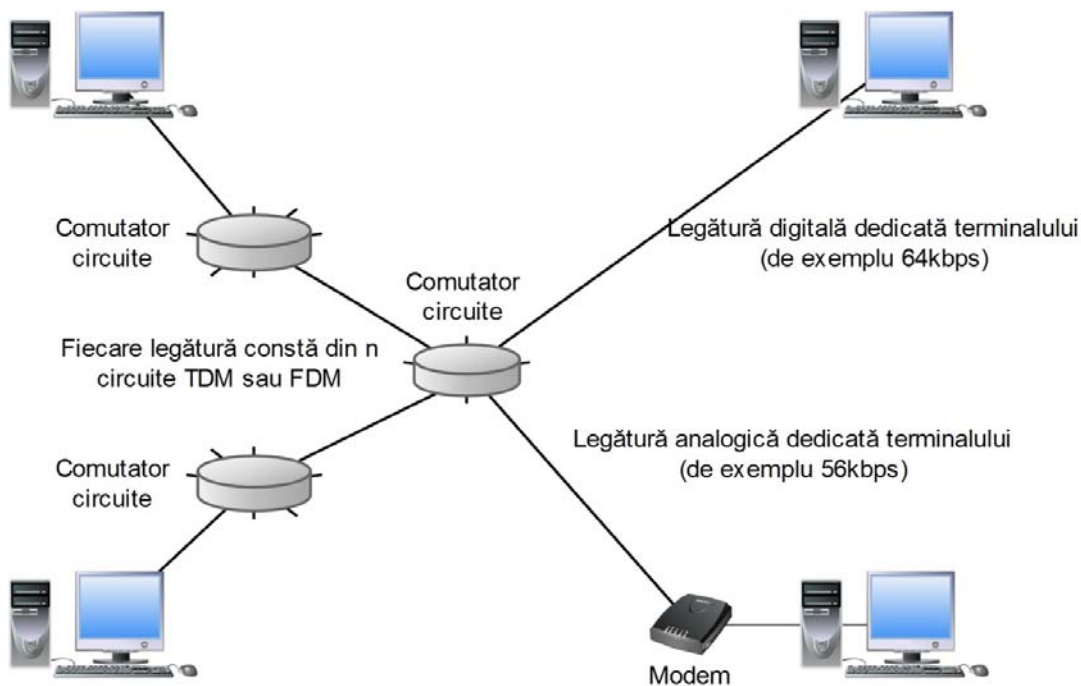 Comutator
circuite
Legătură digitală dedicată terminalului
(de exemplu 64kbps)
Comutator
circuite
Fiecare legătură constă din n
circuite TDM sau FDM
Legătură analogică dedicată terminalului
(de exemplu 56kbps)
Comutator
circuite
Modem